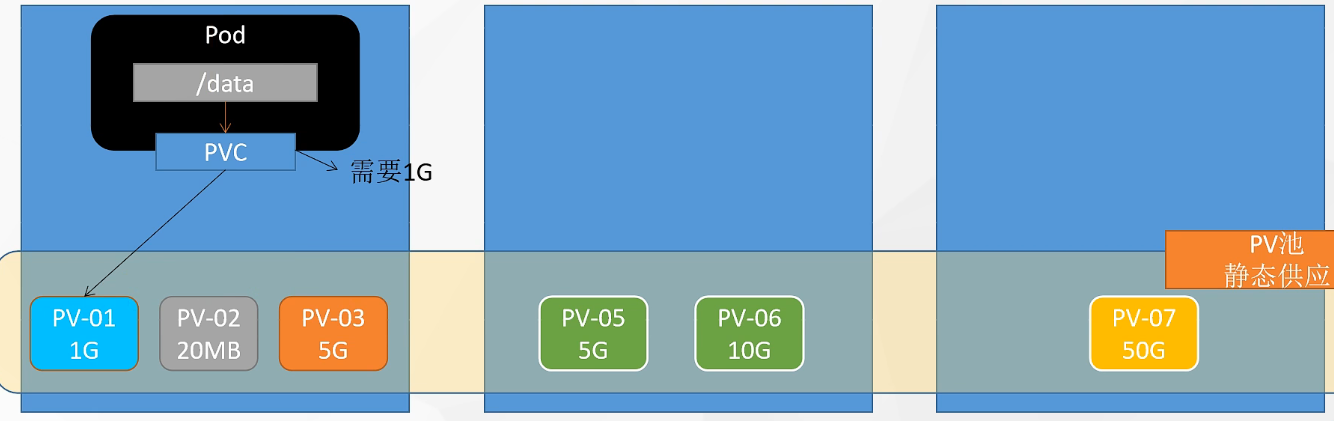 Pod
/data
PVC
需要1G
PV池
静态供应
PV-01
1G
PV-02
20MB
PV-03
5G
PV-05
5G
PV-06
10G
PV-07
50G